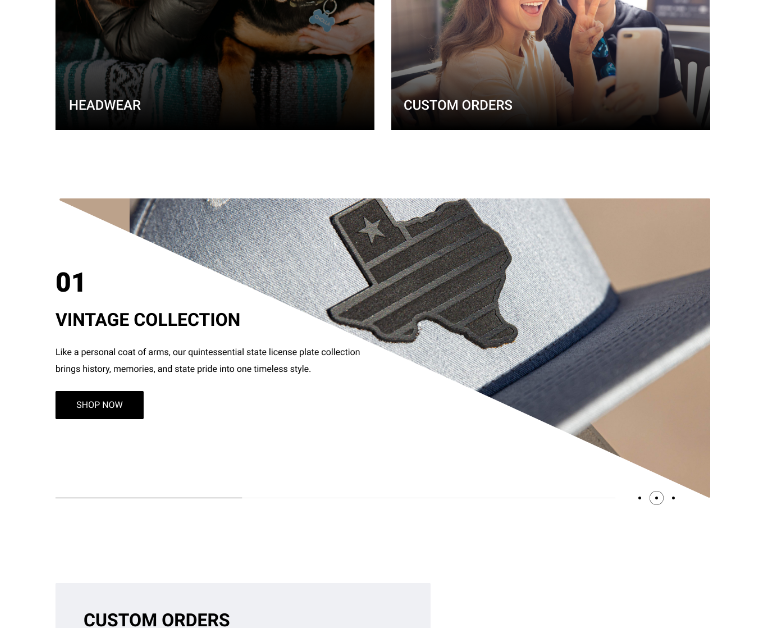 HEADWEAR
CUSTOM ORDERS
01
VINTAGE COLLECTION
Like a personal coat of arms, our quintessential state license plate collection
brings history, memories, and state pride into one timeless style.
SHOP NOW
CUSTOM ORDERS